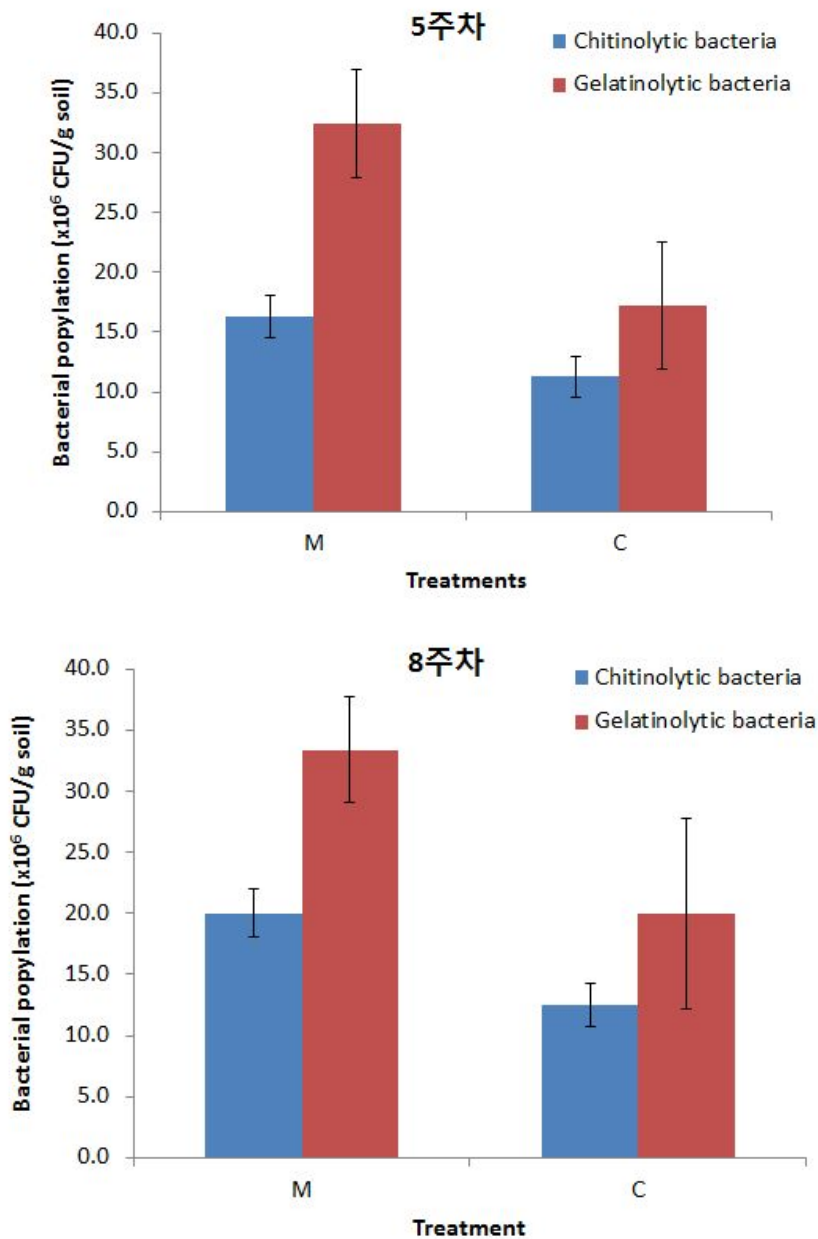 5주차
Chitinolytic bacteria
Gelatinolytic bacteria
Bacterial popylation (x10⁶ CFU/g soil)
40.0
35.0
30.0
25.0
20.0
15.0
10.0
5.0
0.0
M
C
Treatments
8주차
Chitinolytic bacteria
Gelatinolytic bacteria
Bacterial popylation (x10⁶ CFU/g soil)
40.0
35.0
30.0
25.0
20.0
15.0
10.0
5.0
0.0
M
C
Treatment